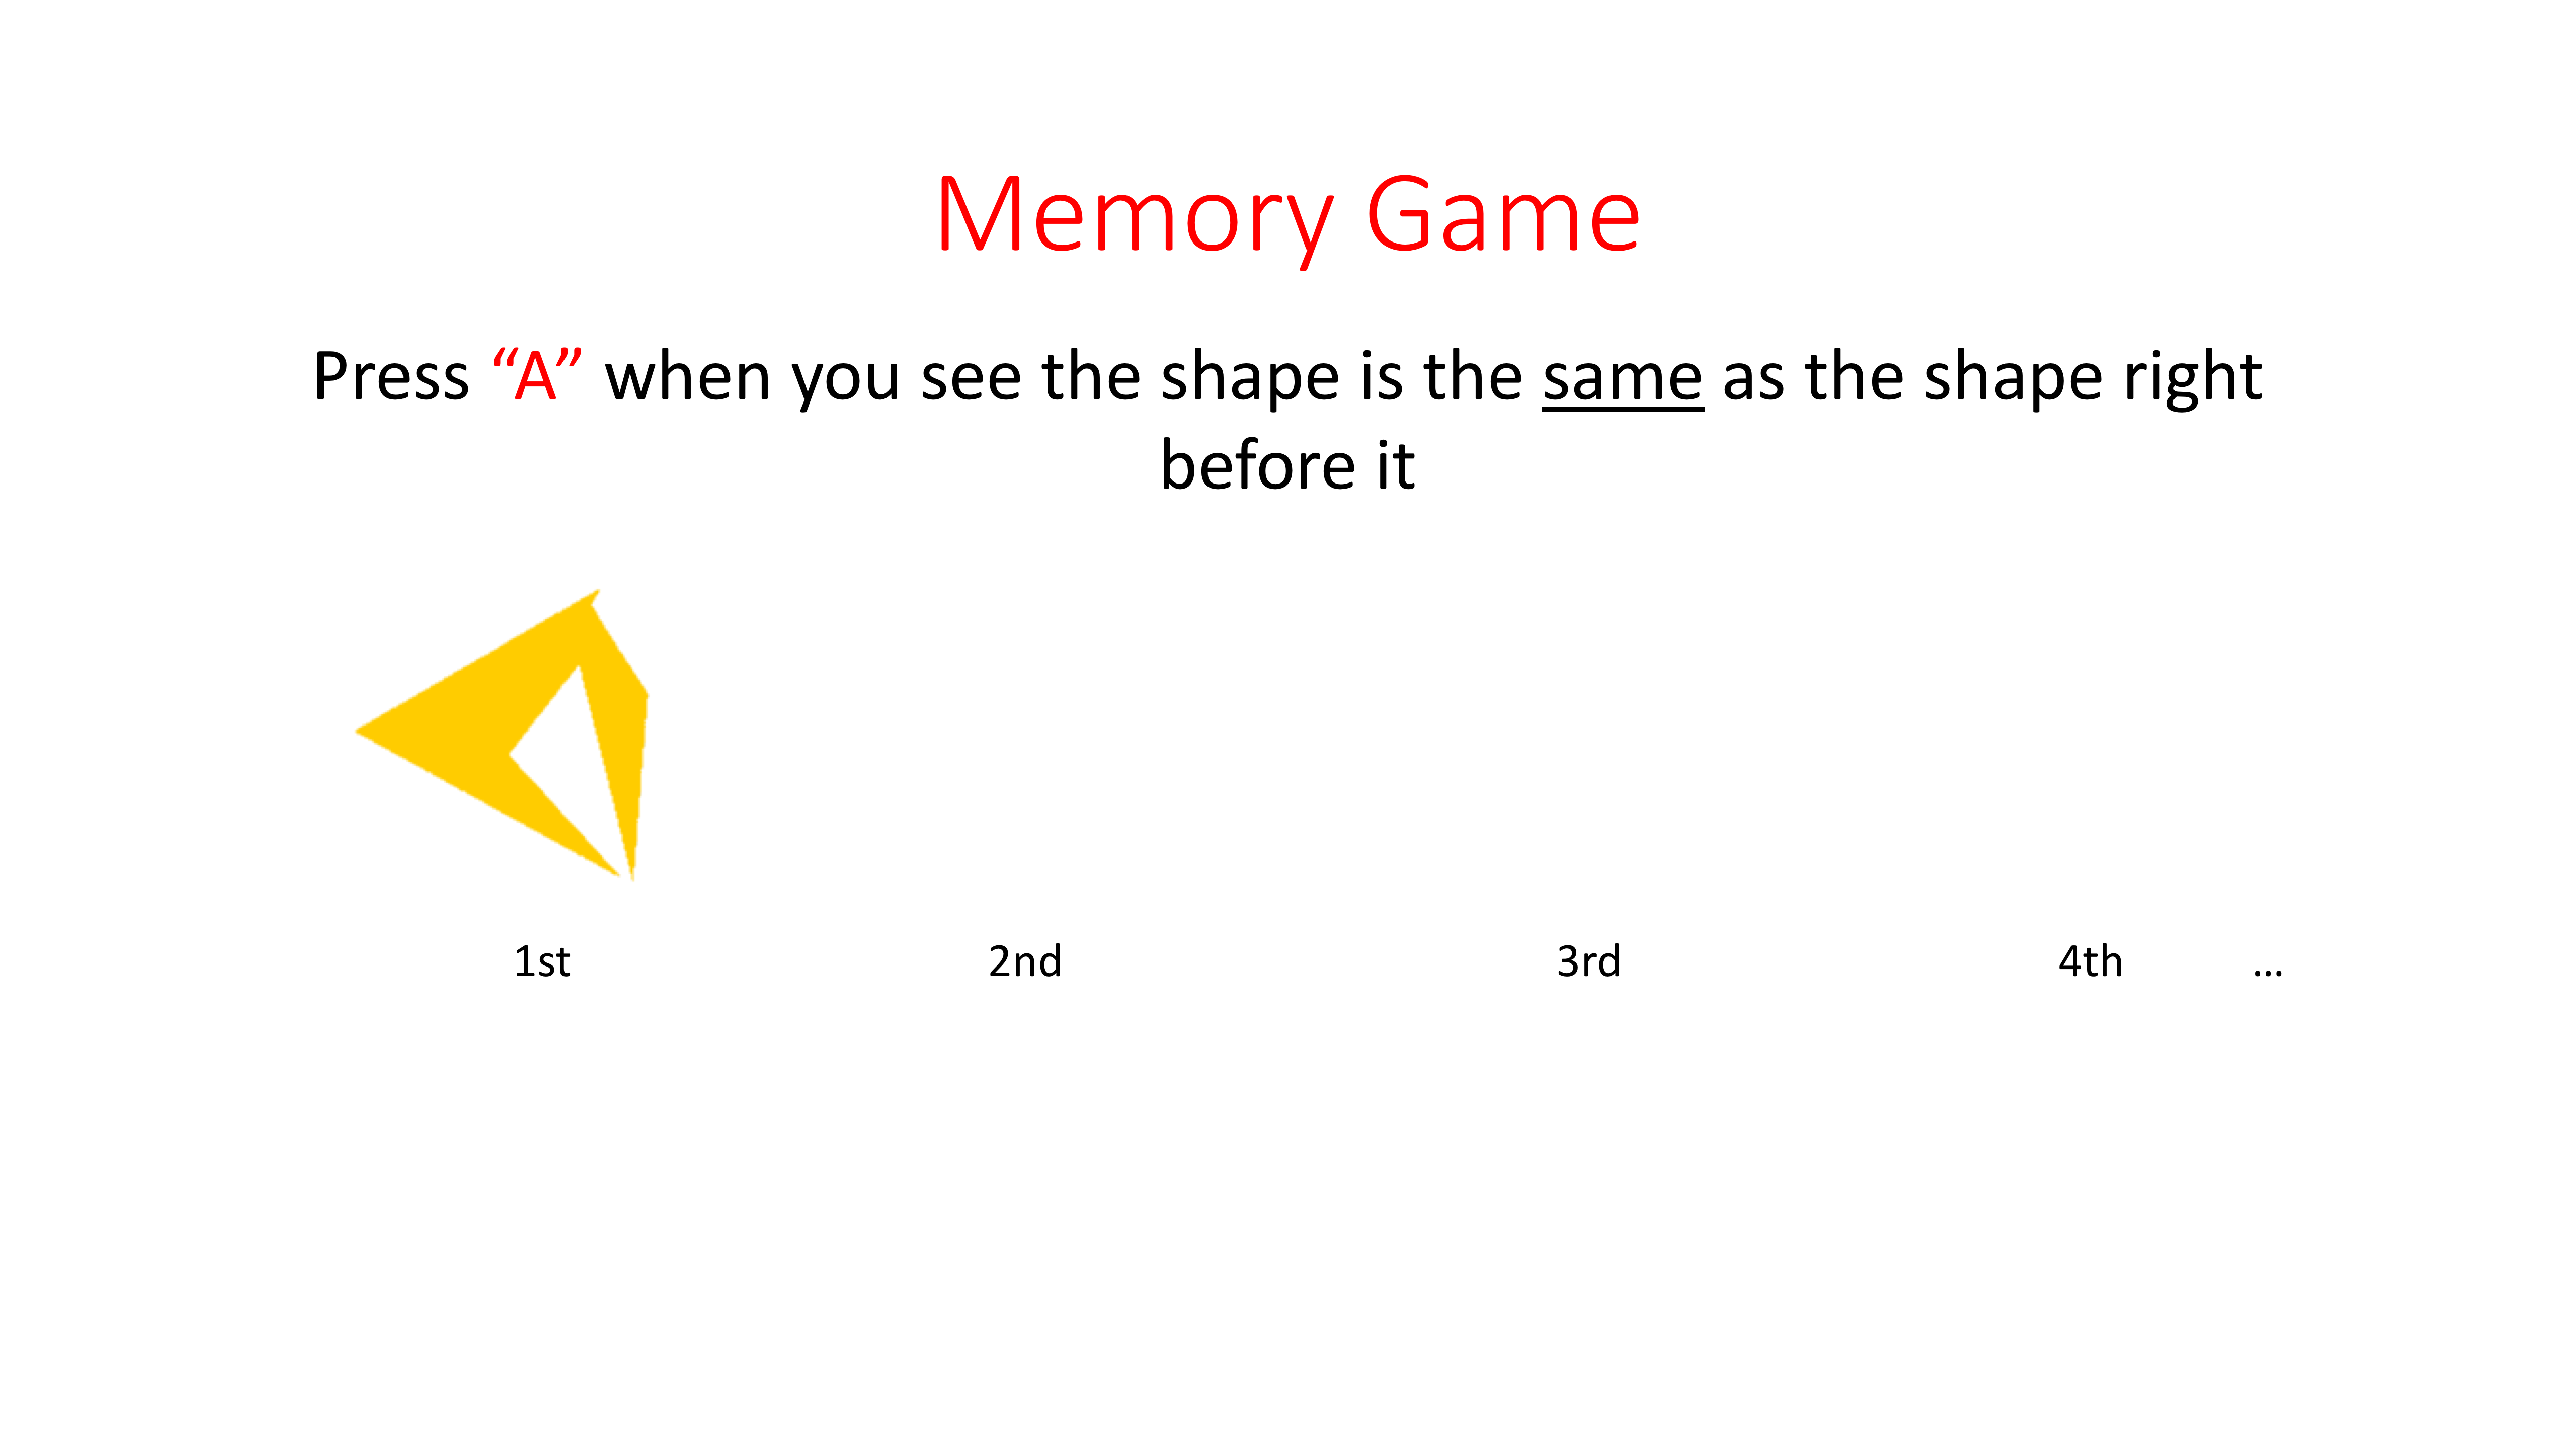 Memory Game
Press “A” when you see the shape is the same as the shape right
before it
1st 2nd 3rd 4th ...